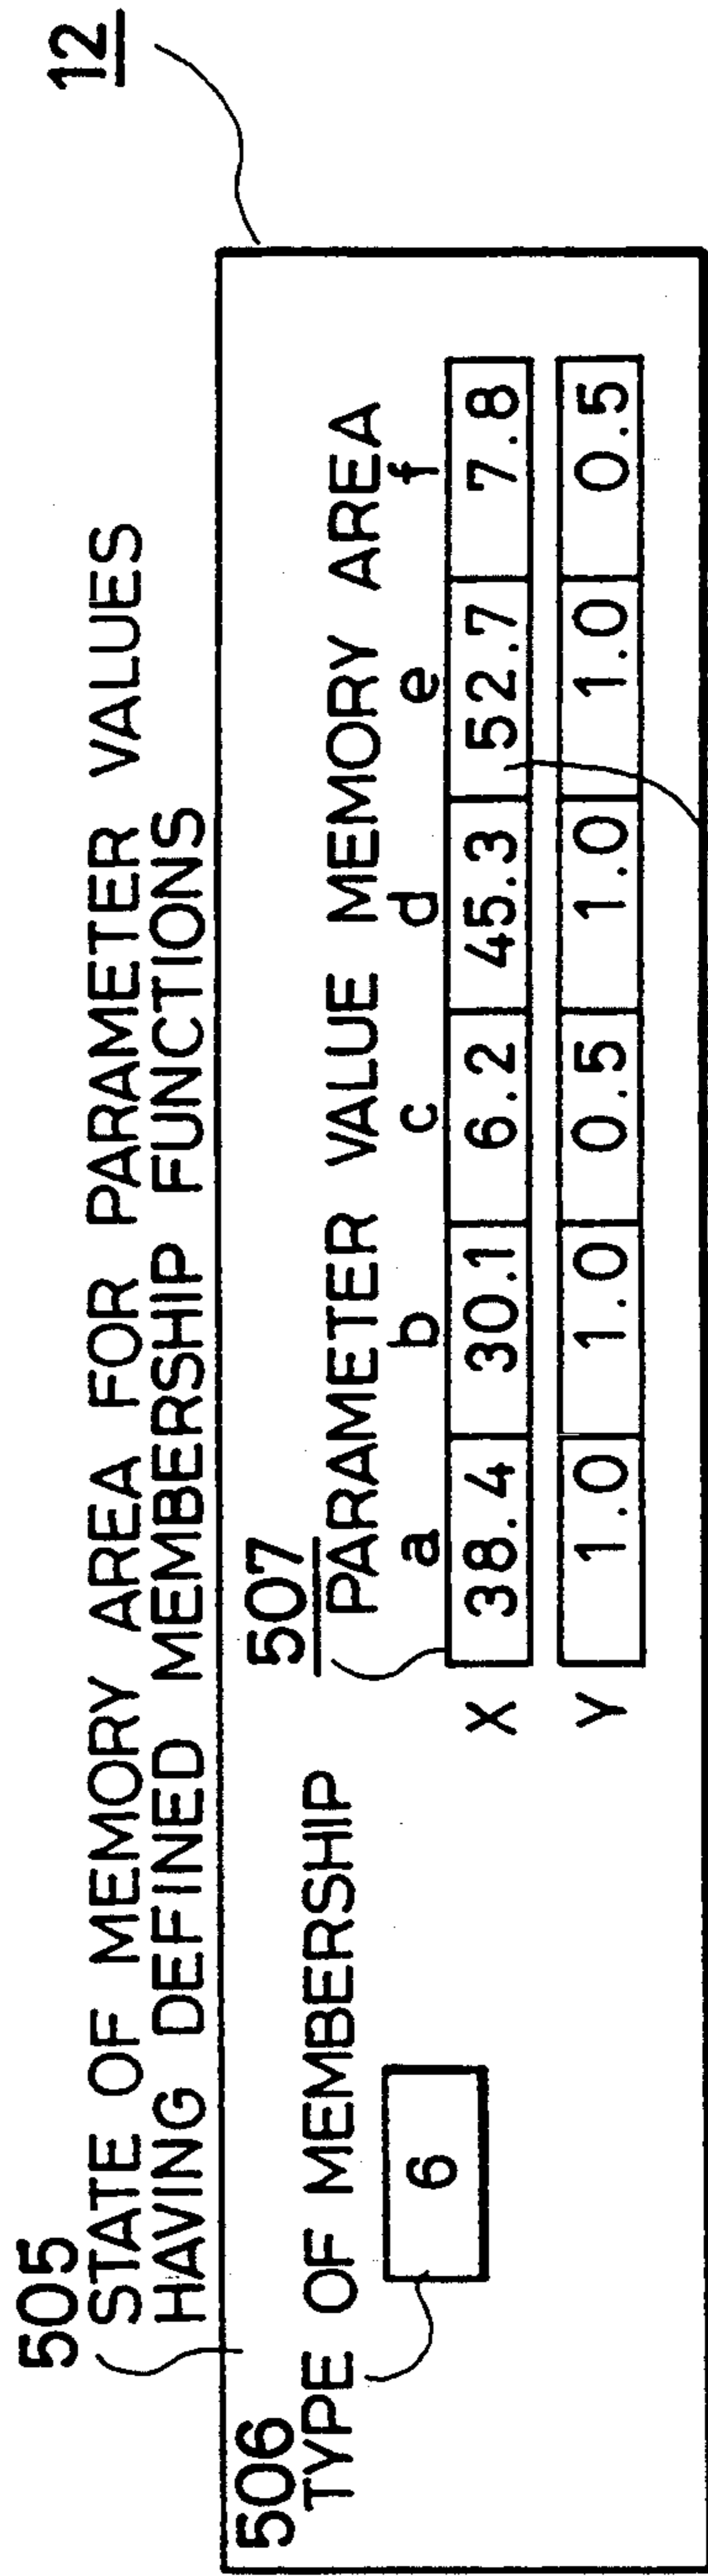 12
505
STATE OF MEMORY AREA FOR PARAMETER VALUES
HAVING DEFINED MEMBERSHIP FUNCTIONS
506
TYPE OF MEMBERSHIP
6
507
PARAMETER VALUE MEMORY AREA
a b c d e f
X 38.4 30.1 6.2 45.3 52.7 7.8
Y 1.0 1.0 0.5 1.0 1.0 0.5